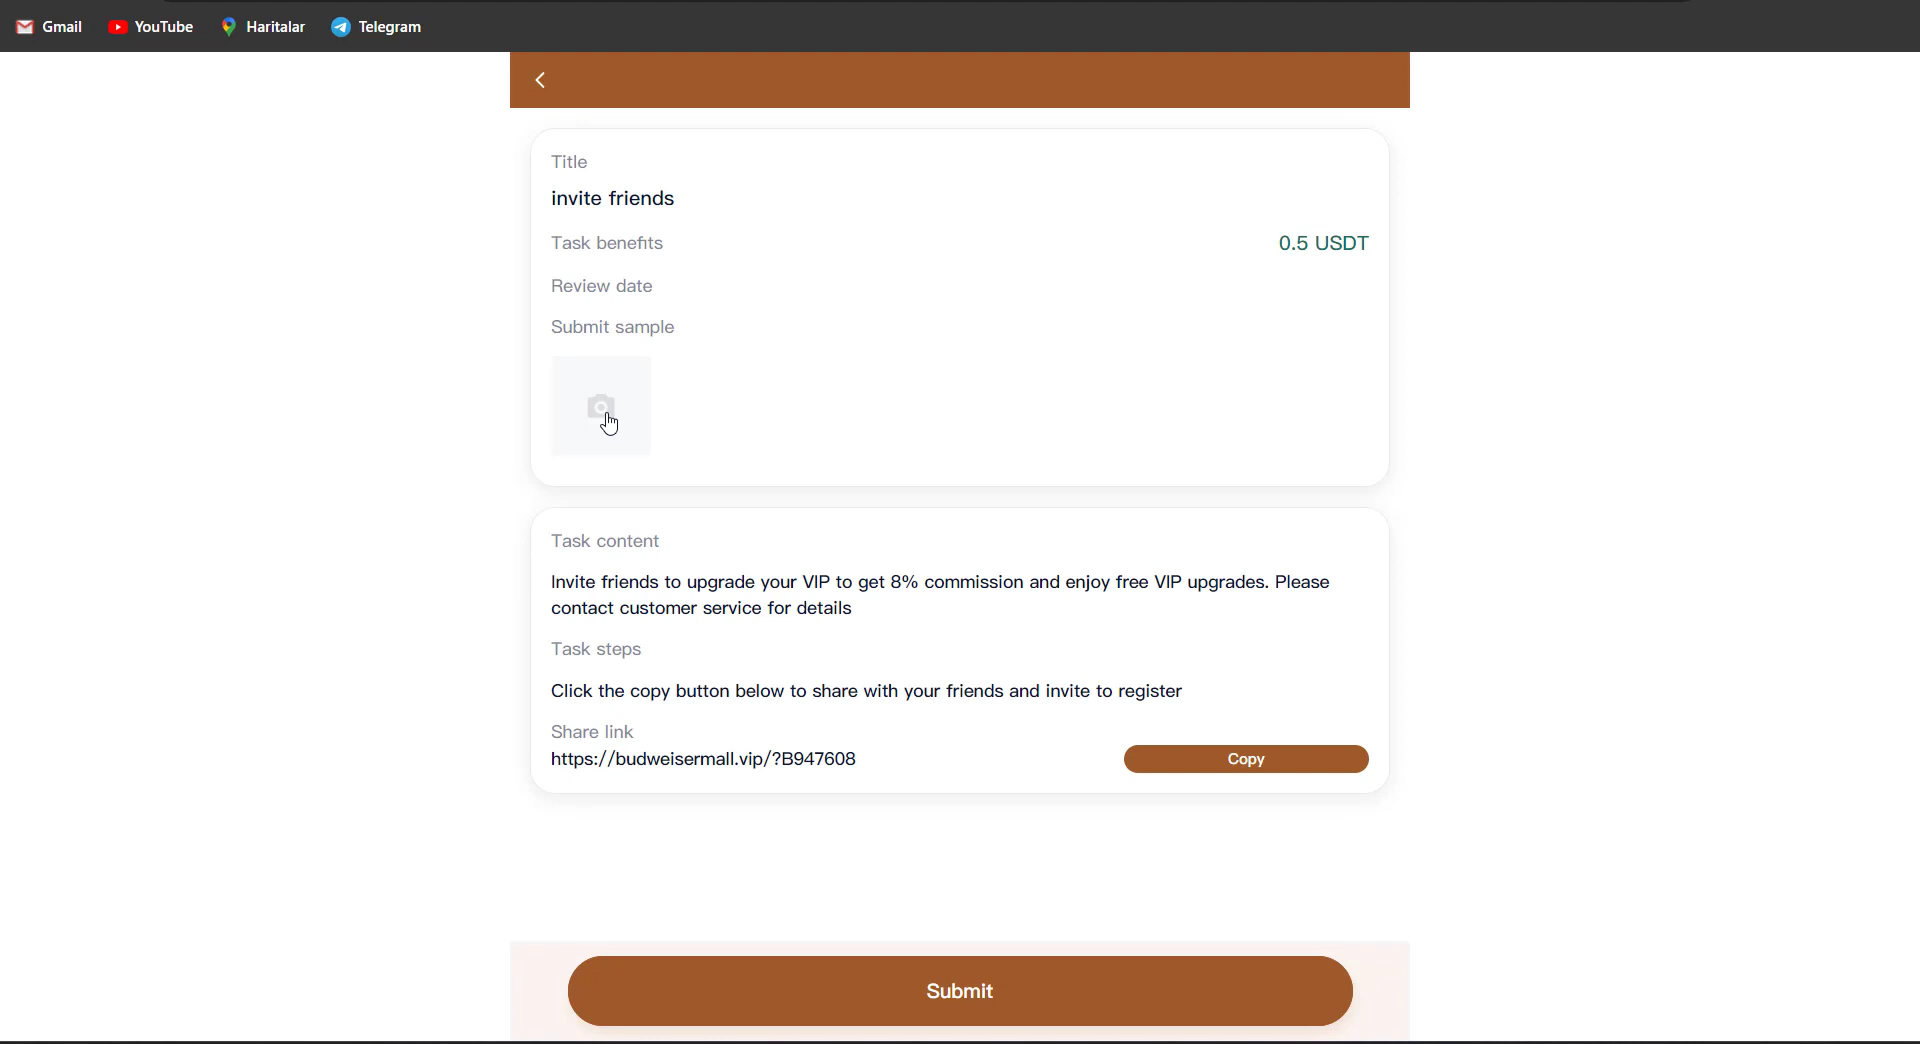 Gmail YouTube Haritalar Telegram
Title
invite friends
Task benefits 0.5 USDT
Review date
Submit sample
Task content
Invite friends to upgrade your VIP to get 8% commission and enjoy free VIP upgrades. Please
contact customer service for details
Task steps
Click the copy button below to share with your friends and invite to register
Share link
https://budweisermall.vip/?B947608 Copy
Submit